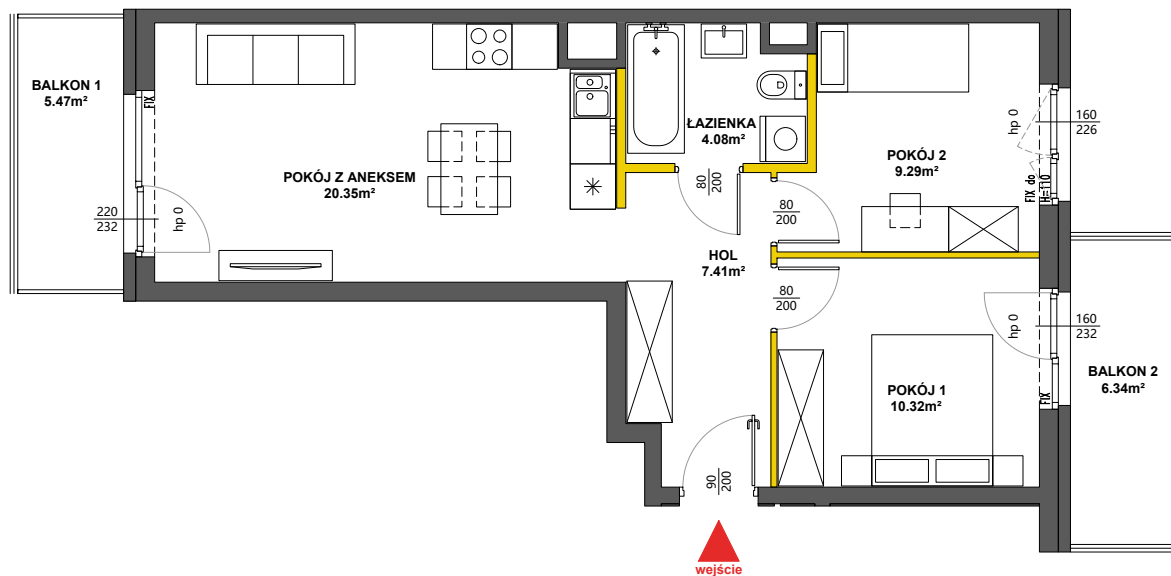 BALKON 1
5.47m²
FIX
220
232
hp 0
POKÓJ Z ANEKSEM
20.35m²
ŁAZIENKA
4.08m²
80
200
80
200
HOL
7.41m²
80
200
POKÓJ 2
9.29m²
hp 0
160
226
FIX do
H=110
hp 0
160
232
FIX
POKÓJ 1
10.32m²
BALKON 2
6.34m²
90
200
wejście